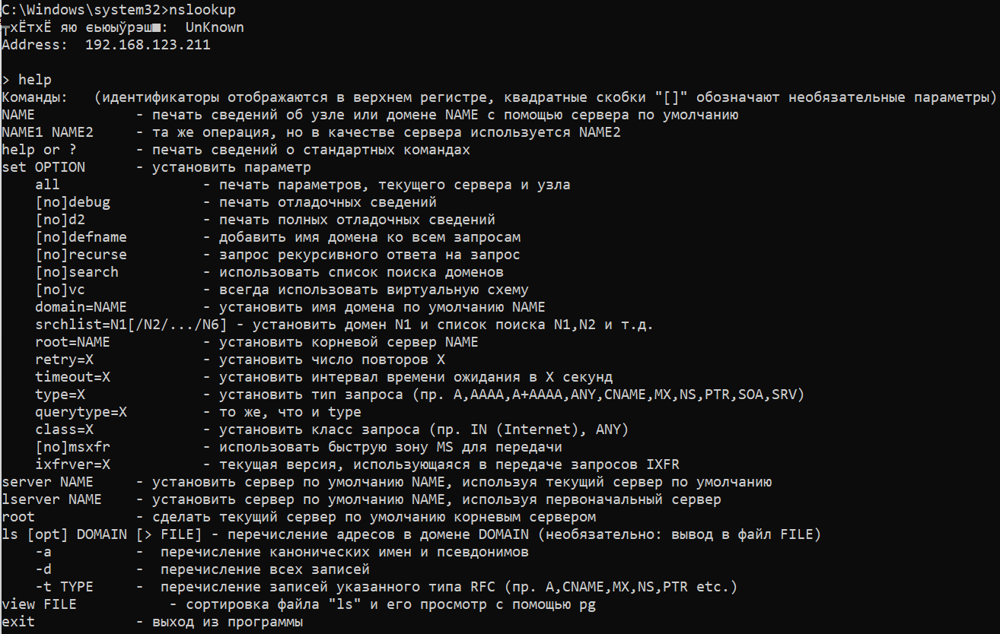 C:\Windows\system32>nslookup
╤хЁтхЁ яю єьюыўрэш■:  UnKnown
Address:  192.168.123.211

> help
Команды:   (идентификаторы отображаются в верхнем регистре, квадратные скобки "[]" обозначают необязательные параметры)
NAME            - печать сведений об узле или домене NAME с помощью сервера по умолчанию
NAME1 NAME2     - та же операция, но в качестве сервера используется NAME2
help or ?       - печать сведений о стандартных командах
set OPTION      - установить параметр
    all                 - печать параметров, текущего сервера и узла
    [no]debug           - печать отладочных сведений
    [no]d2              - печать полных отладочных сведений
    [no]defname         - добавить имя домена ко всем запросам
    [no]recurse         - запрос рекурсивного ответа на запрос
    [no]search          - использовать список поиска доменов
    [no]vc              - всегда использовать виртуальную схему
    domain=NAME         - установить имя домена по умолчанию NAME
    srchlist=N1[/N2/.../N6] - установить домен N1 и список поиска N1,N2 и т.д.
    root=NAME           - установить корневой сервер NAME
    retry=X             - установить число повторов X
    timeout=X           - установить интервал времени ожидания в X секунд
    type=X              - установить тип запроса (пр. A,AAAA,A+AAAA,ANY,CNAME,MX,NS,PTR,SOA,SRV)
    querytype=X         - то же, что и type
    class=X             - установить класс запроса (пр. IN (Internet), ANY)
    [no]msxfr           - использовать быструю зону MS для передачи
    ixfrver=X           - текущая версия, использующаяся в передаче запросов IXFR
server NAME     - установить сервер по умолчанию NAME, используя текущий сервер по умолчанию
lserver NAME    - установить сервер по умолчанию NAME, используя первоначальный сервер
root            - сделать текущий сервер по умолчанию корневым сервером
ls [opt] DOMAIN [> FILE] - перечисление адресов в домене DOMAIN (необязательно: вывод в файл FILE)
    -a          -  перечисление канонических имен и псевдонимов
    -d          -  перечисление всех записей
    -t TYPE     -  перечисление записей указанного типа RFC (пр. A,CNAME,MX,NS,PTR etc.)
view FILE           - сортировка файла "ls" и его просмотр с помощью pg
exit            - выход из программы